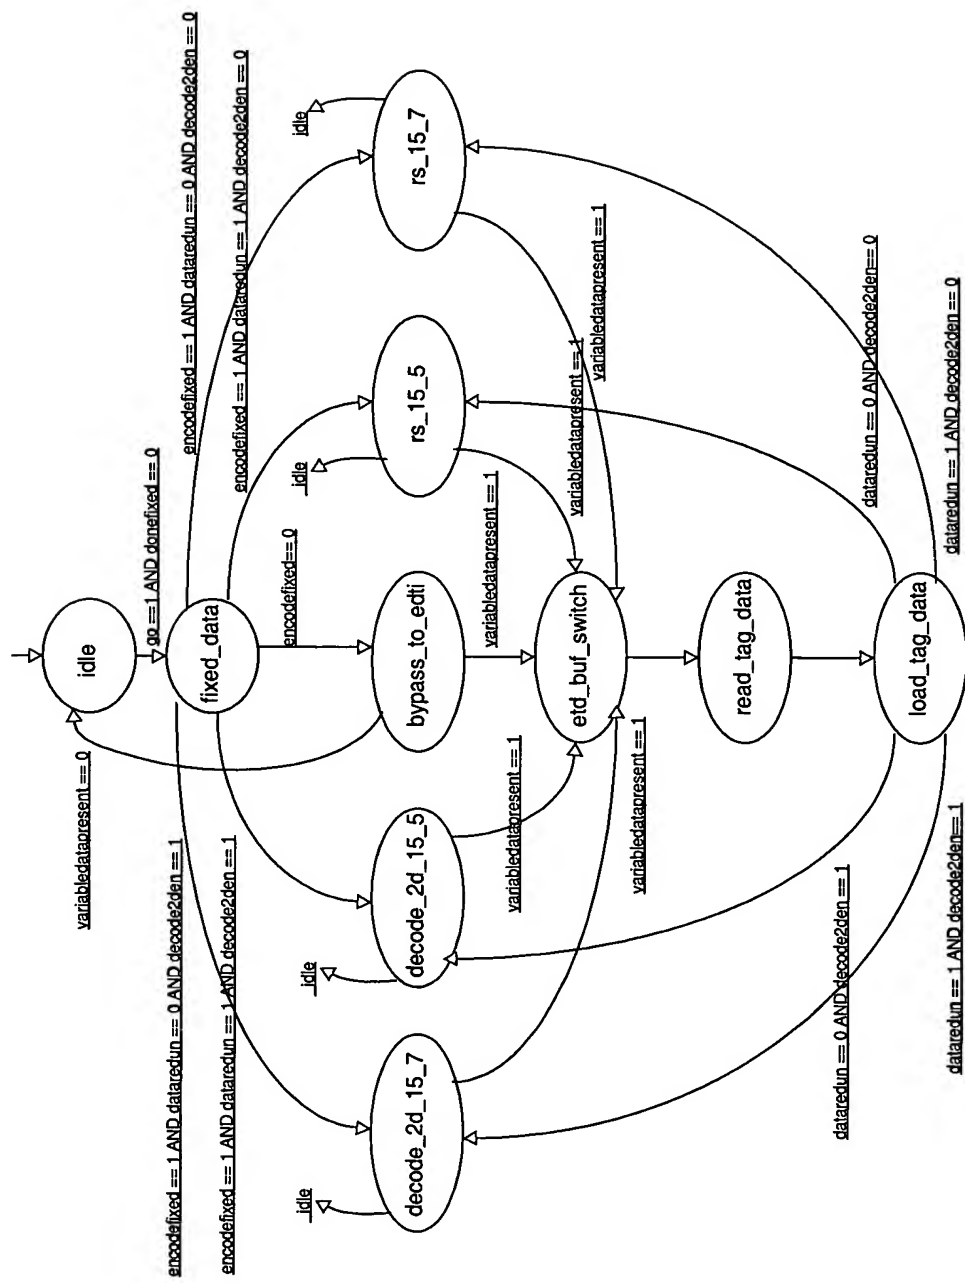 encodefixed == 1 AND dataredun == 0 AND decode2den == 1
encodefixed == 1 AND dataredun == 1 AND decode2den == 1
variabledatapresent == 0
idle
go ==1 AND donefixed == 0
encodefixed == 1 AND dataredun == 0 AND decode2den == 0
fixed_data
encodefixed == 1 AND dataredun == 1 AND decode2den == 0
encodefixed== 0
idle
idle
idle
idle
decode_2d_15_7
decode_2d_15_5
bypass_to_edti
rs_15_5
rs_15_7
variabledatapresent == 1
variabledatapresent == 1
variabledatapresent == 1
variabledatapresent == 1
variabledatapresent == 1
etd_buf_switch
variabledatapresent == 1
read_tag_data
dataredun == 0 AND decode2den == 1
dataredun == 0 AND decode2den== 0
load_tag_data
dataredun == 1 AND decode2den== 1
dataredun == 1 AND decode2den == 0